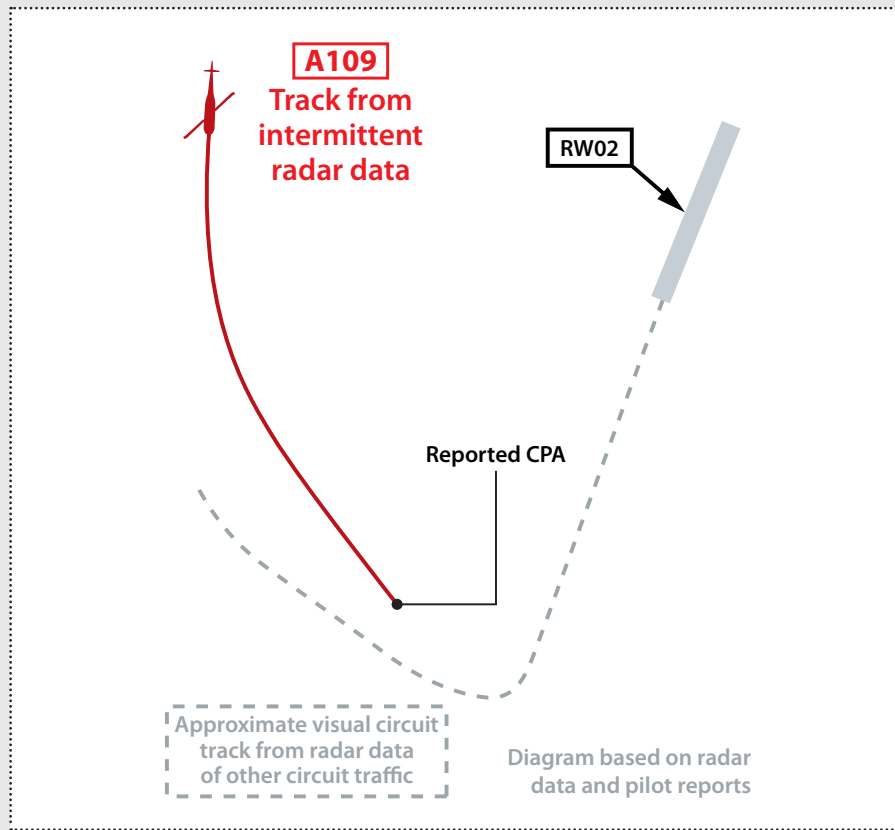 A109
Track from
intermittent
radar data
RW02
Reported CPA
Approximate visual circuit
track from radar data
of other circuit traffic
Diagram based on radar
data and pilot reports